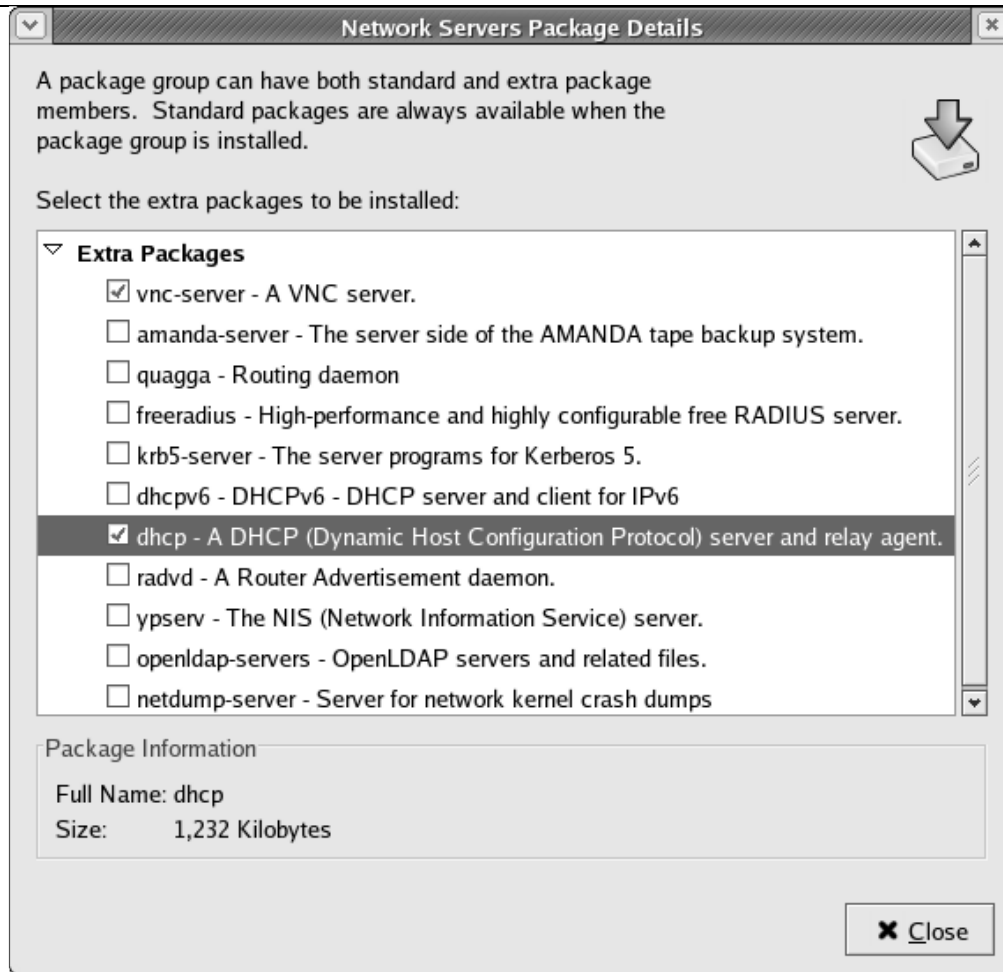 Network Servers Package Details
A package group can have both standard and extra package
members. Standard packages are always available when the
package group is installed.
Select the extra packages to be installed:
Extra Packages
vnc-server - A VNC server.
amanda-server - The server side of the AMANDA tape backup system.
quagga - Routing daemon
freeradius - High-performance and highly configurable free RADIUS server.
krb5-server - The server programs for Kerberos 5.
dhcpv6 - DHCPv6 - DHCP server and client for IPv6
dhcp - A DHCP (Dynamic Host Configuration Protocol) server and relay agent.
radvd - A Router Advertisement daemon.
ypserv - The NIS (Network Information Service) server.
openldap-servers - OpenLDAP servers and related files.
netdump-server - Server for network kernel crash dumps
Package Information
Full Name: dhcp
Size: 1,232 Kilobytes
Close